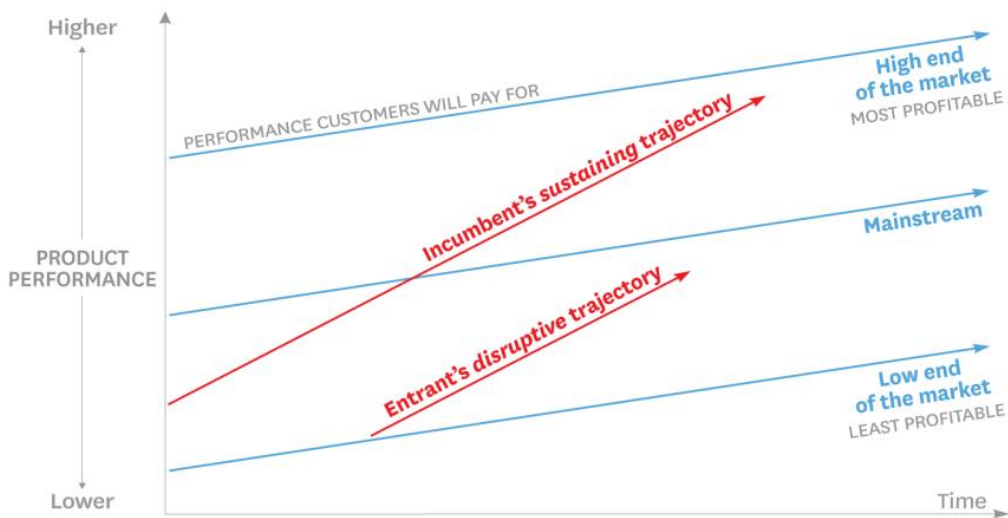 Higher
PERFORMANCE CUSTOMERS WILL PAY FOR
Incumbent's sustaining trajectory
High end
of the market
MOST PROFITABLE
Mainstream
PRODUCT
PERFORMANCE
Entrant's disruptive trajectory
Low end
of the market
LEAST PROFITABLE
Lower
Time